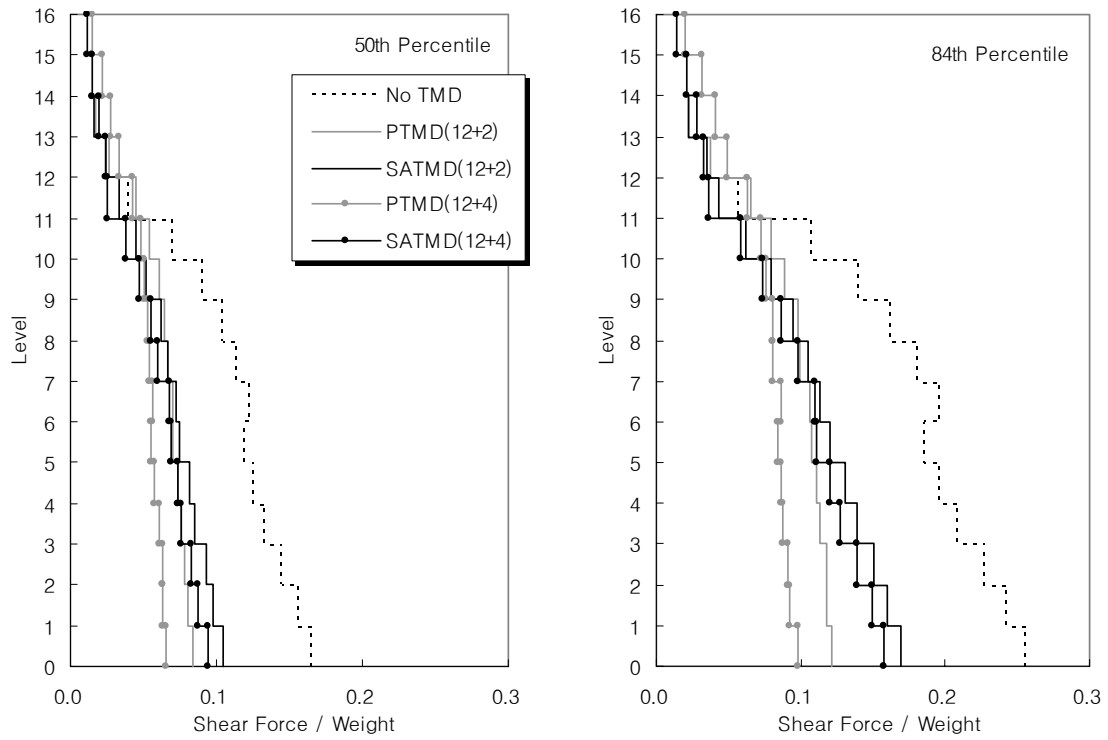 50th Percentile
No TMD
PTMD(12+2)
SATMD(12+2)
PTMD(12+4)
SATMD(12+4)
16
15
14
13
12
11
10
9
8
7
6
5
4
3
2
1
0
Level
0.0 0.1 0.2 0.3
Shear Force / Weight
84th Percentile
16
15
14
13
12
11
10
9
8
7
6
5
4
3
2
1
0
Level
0.0 0.1 0.2 0.3
Shear Force / Weight